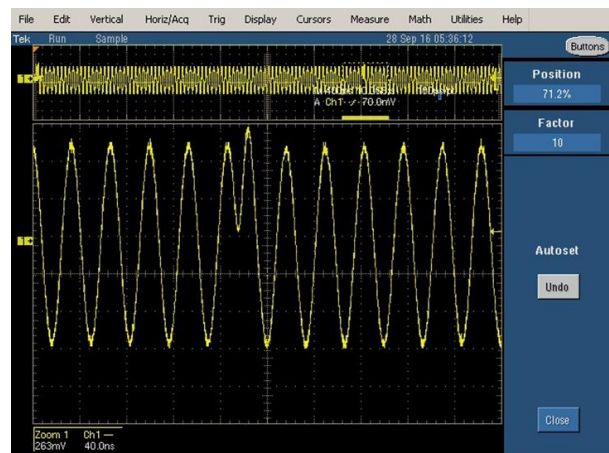 File Edit Vertical Horiz/Acq Trig Display Cursors Measure Math Utilities Help
Tek Run Sample 28 Sep 16 05:36:12
Buttons
Position
71.2%
A Ch1 70.0mV
Factor
10
Autoset
Undo
Close
Zoom 1 Ch1
263mV 40.0ns